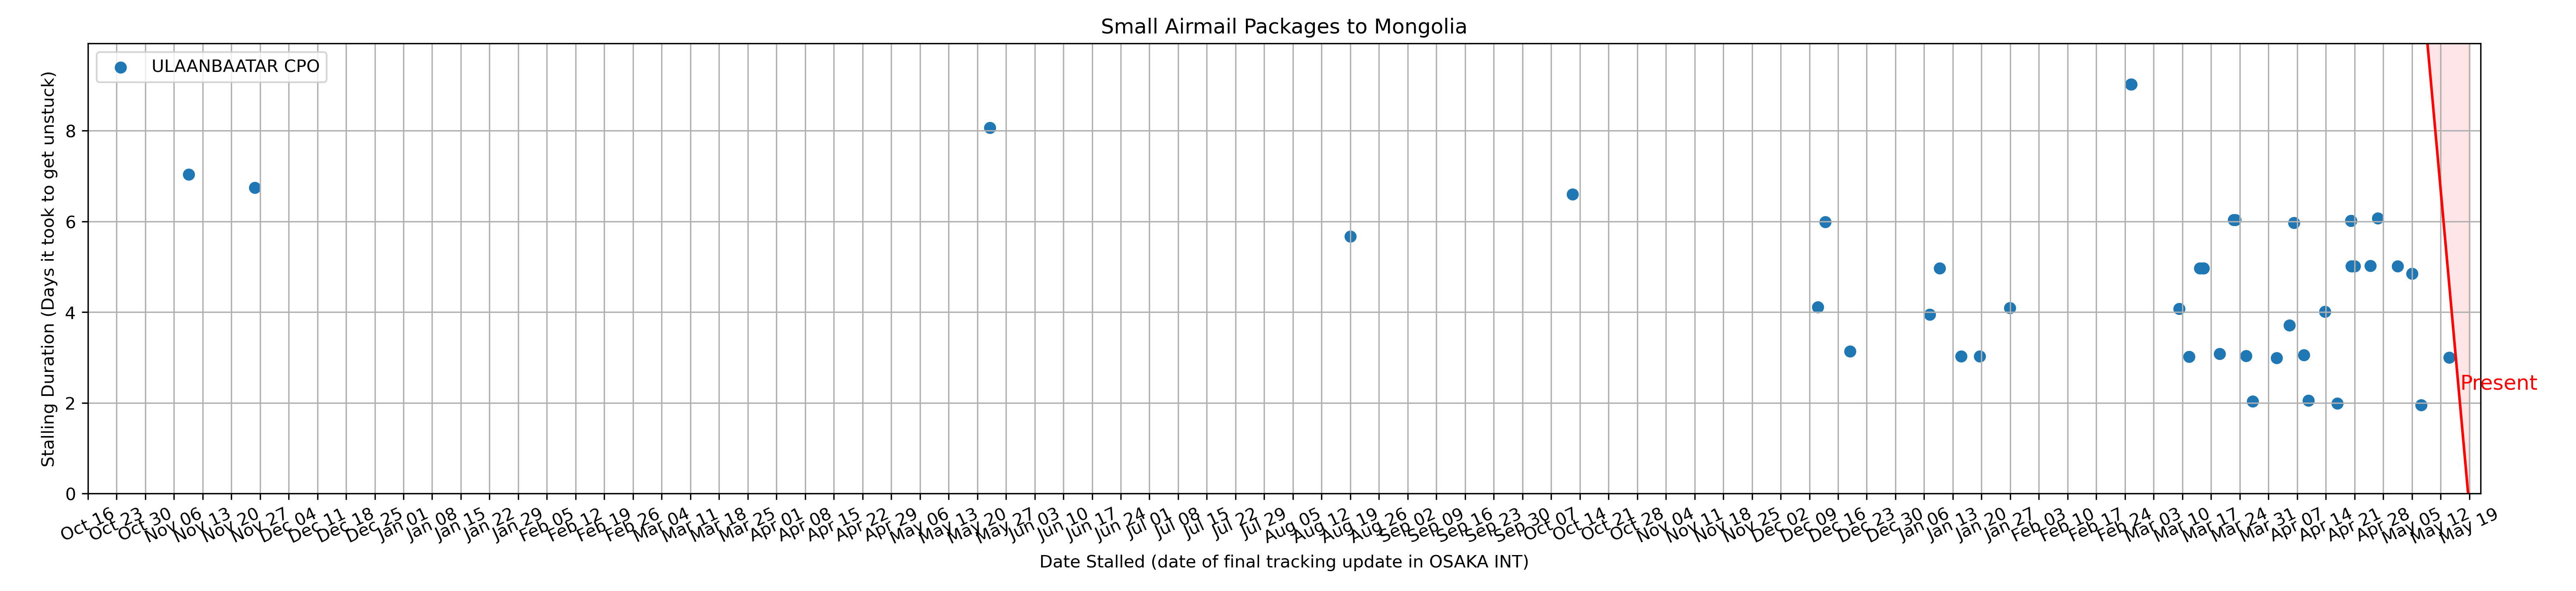 Small Airmail Packages to Mongolia
ULAANBAATAR CPO
Stalling Duration (Days it took to get unstuck)
8
6
4
2
0
Present
Oct 16
Oct 23
Oct 30
Nov 06
Nov 13
Nov 20
Nov 27
Dec 04
Dec 11
Dec 18
Dec 25
Jan 01
Jan 08
Jan 15
Jan 22
Jan 29
Feb 05
Feb 12
Feb 19
Feb 26
Mar 04
Mar 11
Mar 18
Mar 25
Apr 01
Apr 08
Apr 15
Apr 22
Apr 29
May 06
May 13
May 20
May 27
Jun 03
Jun 10
Jun 17
Jun 24
Jul 01
Jul 08
Jul 15
Jul 22
Jul 29
Aug 05
Aug 12
Aug 19
Aug 26
Sep 02
Sep 09
Sep 16
Sep 23
Sep 30
Oct 07
Oct 14
Oct 21
Oct 28
Nov 04
Nov 11
Nov 18
Nov 25
Dec 02
Dec 09
Dec 16
Dec 23
Dec 30
Jan 06
Jan 13
Jan 20
Jan 27
Feb 03
Feb 10
Feb 17
Feb 24
Mar 03
Mar 10
Mar 17
Mar 24
Mar 31
Apr 07
Apr 14
Apr 21
Apr 28
May 05
May 12
May 19
Date Stalled (date of final tracking update in OSAKA INT)